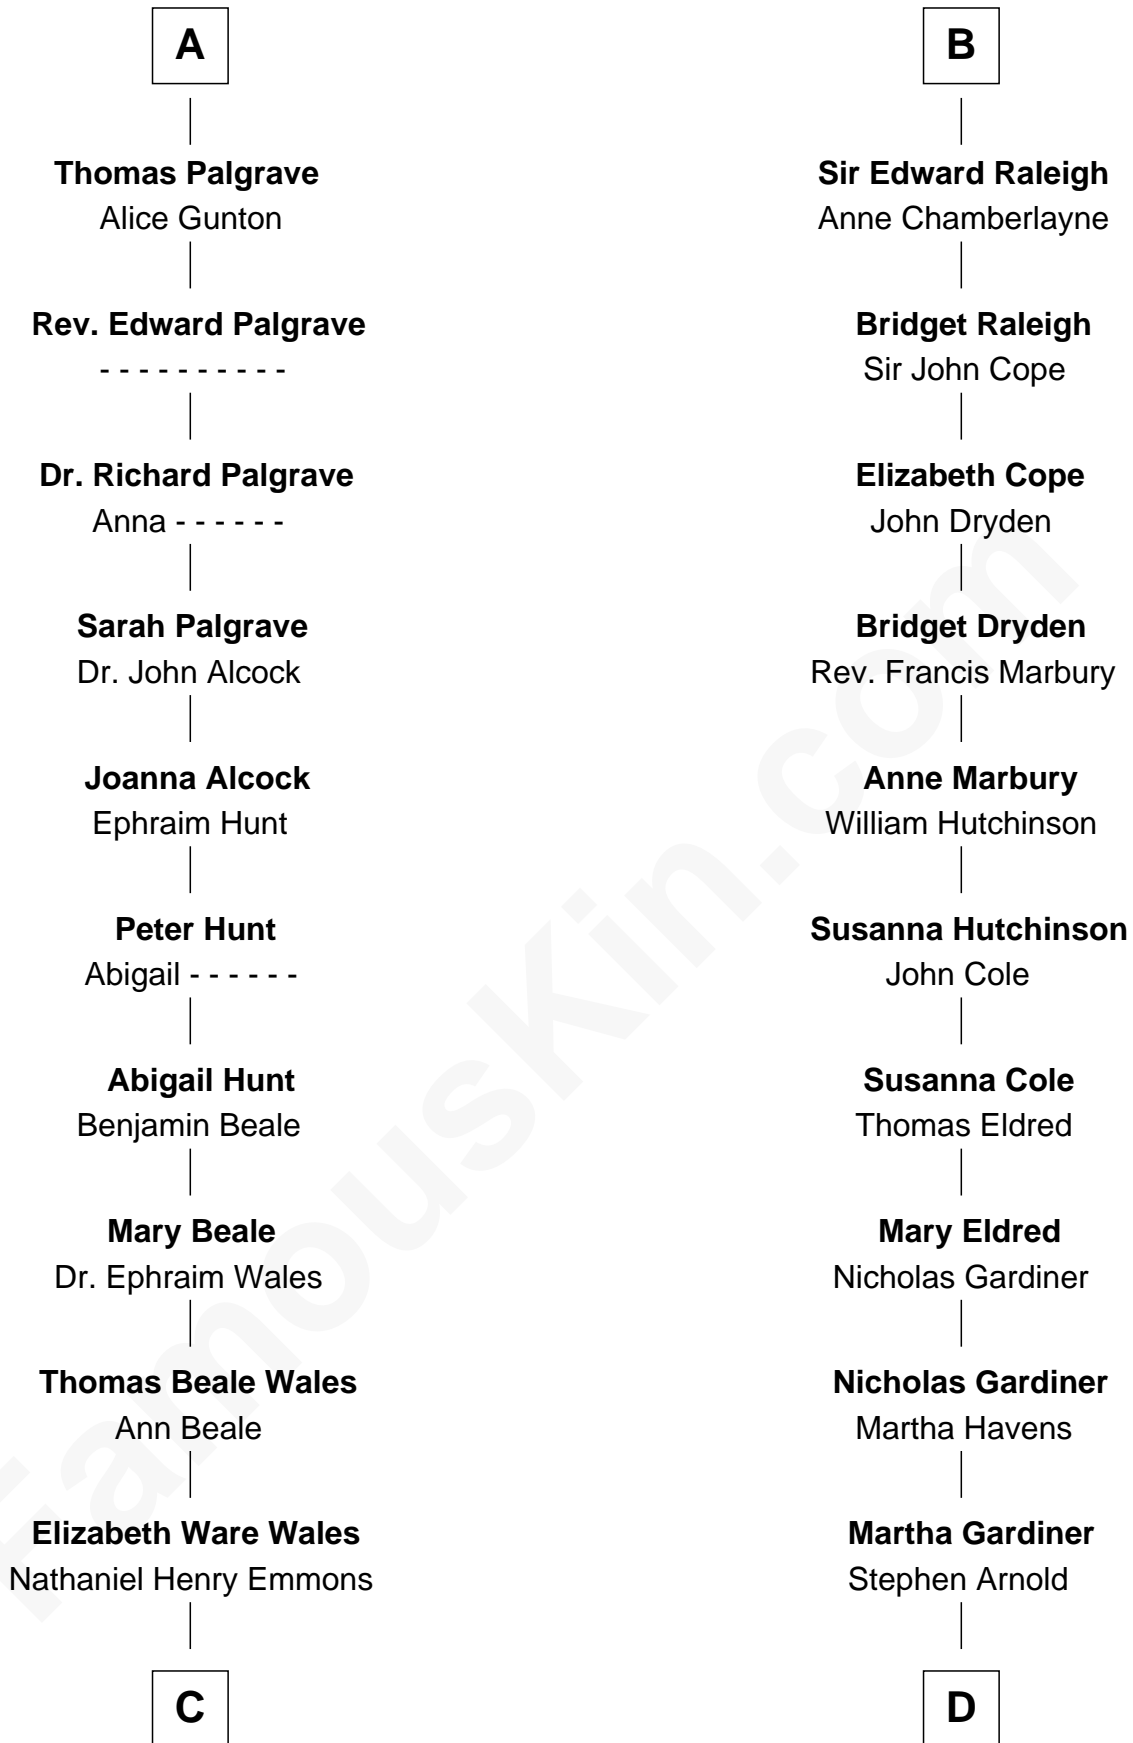 A
Thomas Palgrave
Alice Gunton
Rev. Edward Palgrave
- - - - - - - - - -
Dr. Richard Palgrave
Anna - - - - - -
Sarah Palgrave
Dr. John Alcock
Joanna Alcock
Ephraim Hunt
Peter Hunt
Abigail - - - - - -
Abigail Hunt
Benjamin Beale
Mary Beale
Dr. Ephraim Wales
Thomas Beale Wales
Ann Beale
Elizabeth Ware Wales
Nathaniel Henry Emmons
C
B
Sir Edward Raleigh
Anne Chamberlayne
Bridget Raleigh
Sir John Cope
Elizabeth Cope
John Dryden
Bridget Dryden
Rev. Francis Marbury
Anne Marbury
William Hutchinson
Susanna Hutchinson
John Cole
Susanna Cole
Thomas Eldred
Mary Eldred
Nicholas Gardiner
Nicholas Gardiner
Martha Havens
Martha Gardiner
Stephen Arnold
D
FamousKin.com